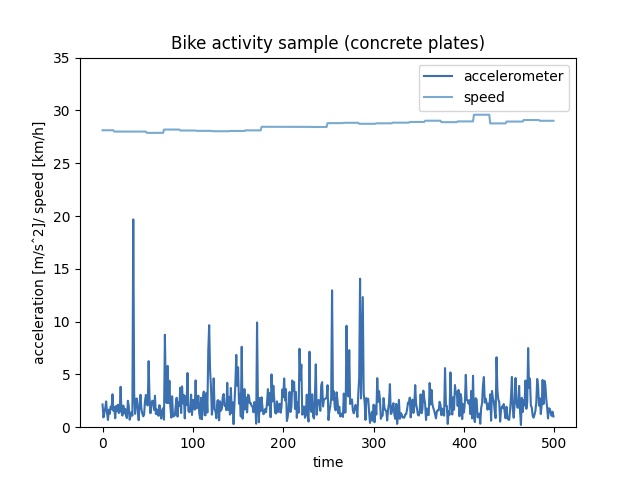 Bike activity sample (concrete plates)
accelerometer
speed
acceleration [m/s^2]/ speed [km/h]
35
30
25
20
15
10
5
0
0 100 200 300 400 500
time